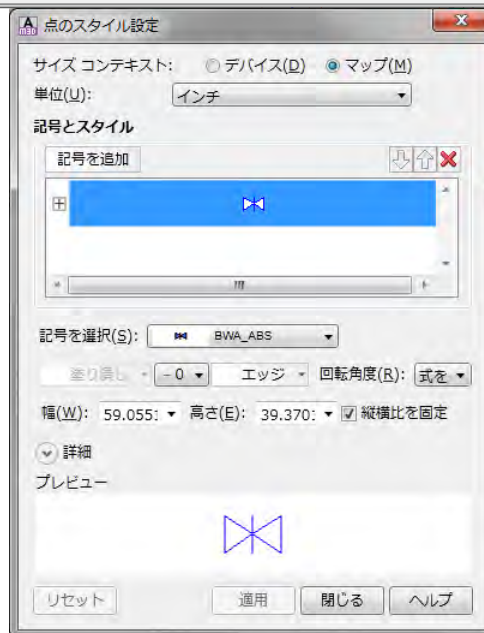 A
m3D
点のスタイル設定
サイズ コンテキスト: デバイス(D) マップ(M)
単位(U): インチ
記号とスタイル
記号を追加
記号を選択(S): BWA_ABS
塗り潰し - 0 エッジ 回転角度(R): 式を
幅(W): 59.0551 高さ(E): 39.3701 縦横比を固定
詳細
プレビュー
リセット 適用 閉じる ヘルプ